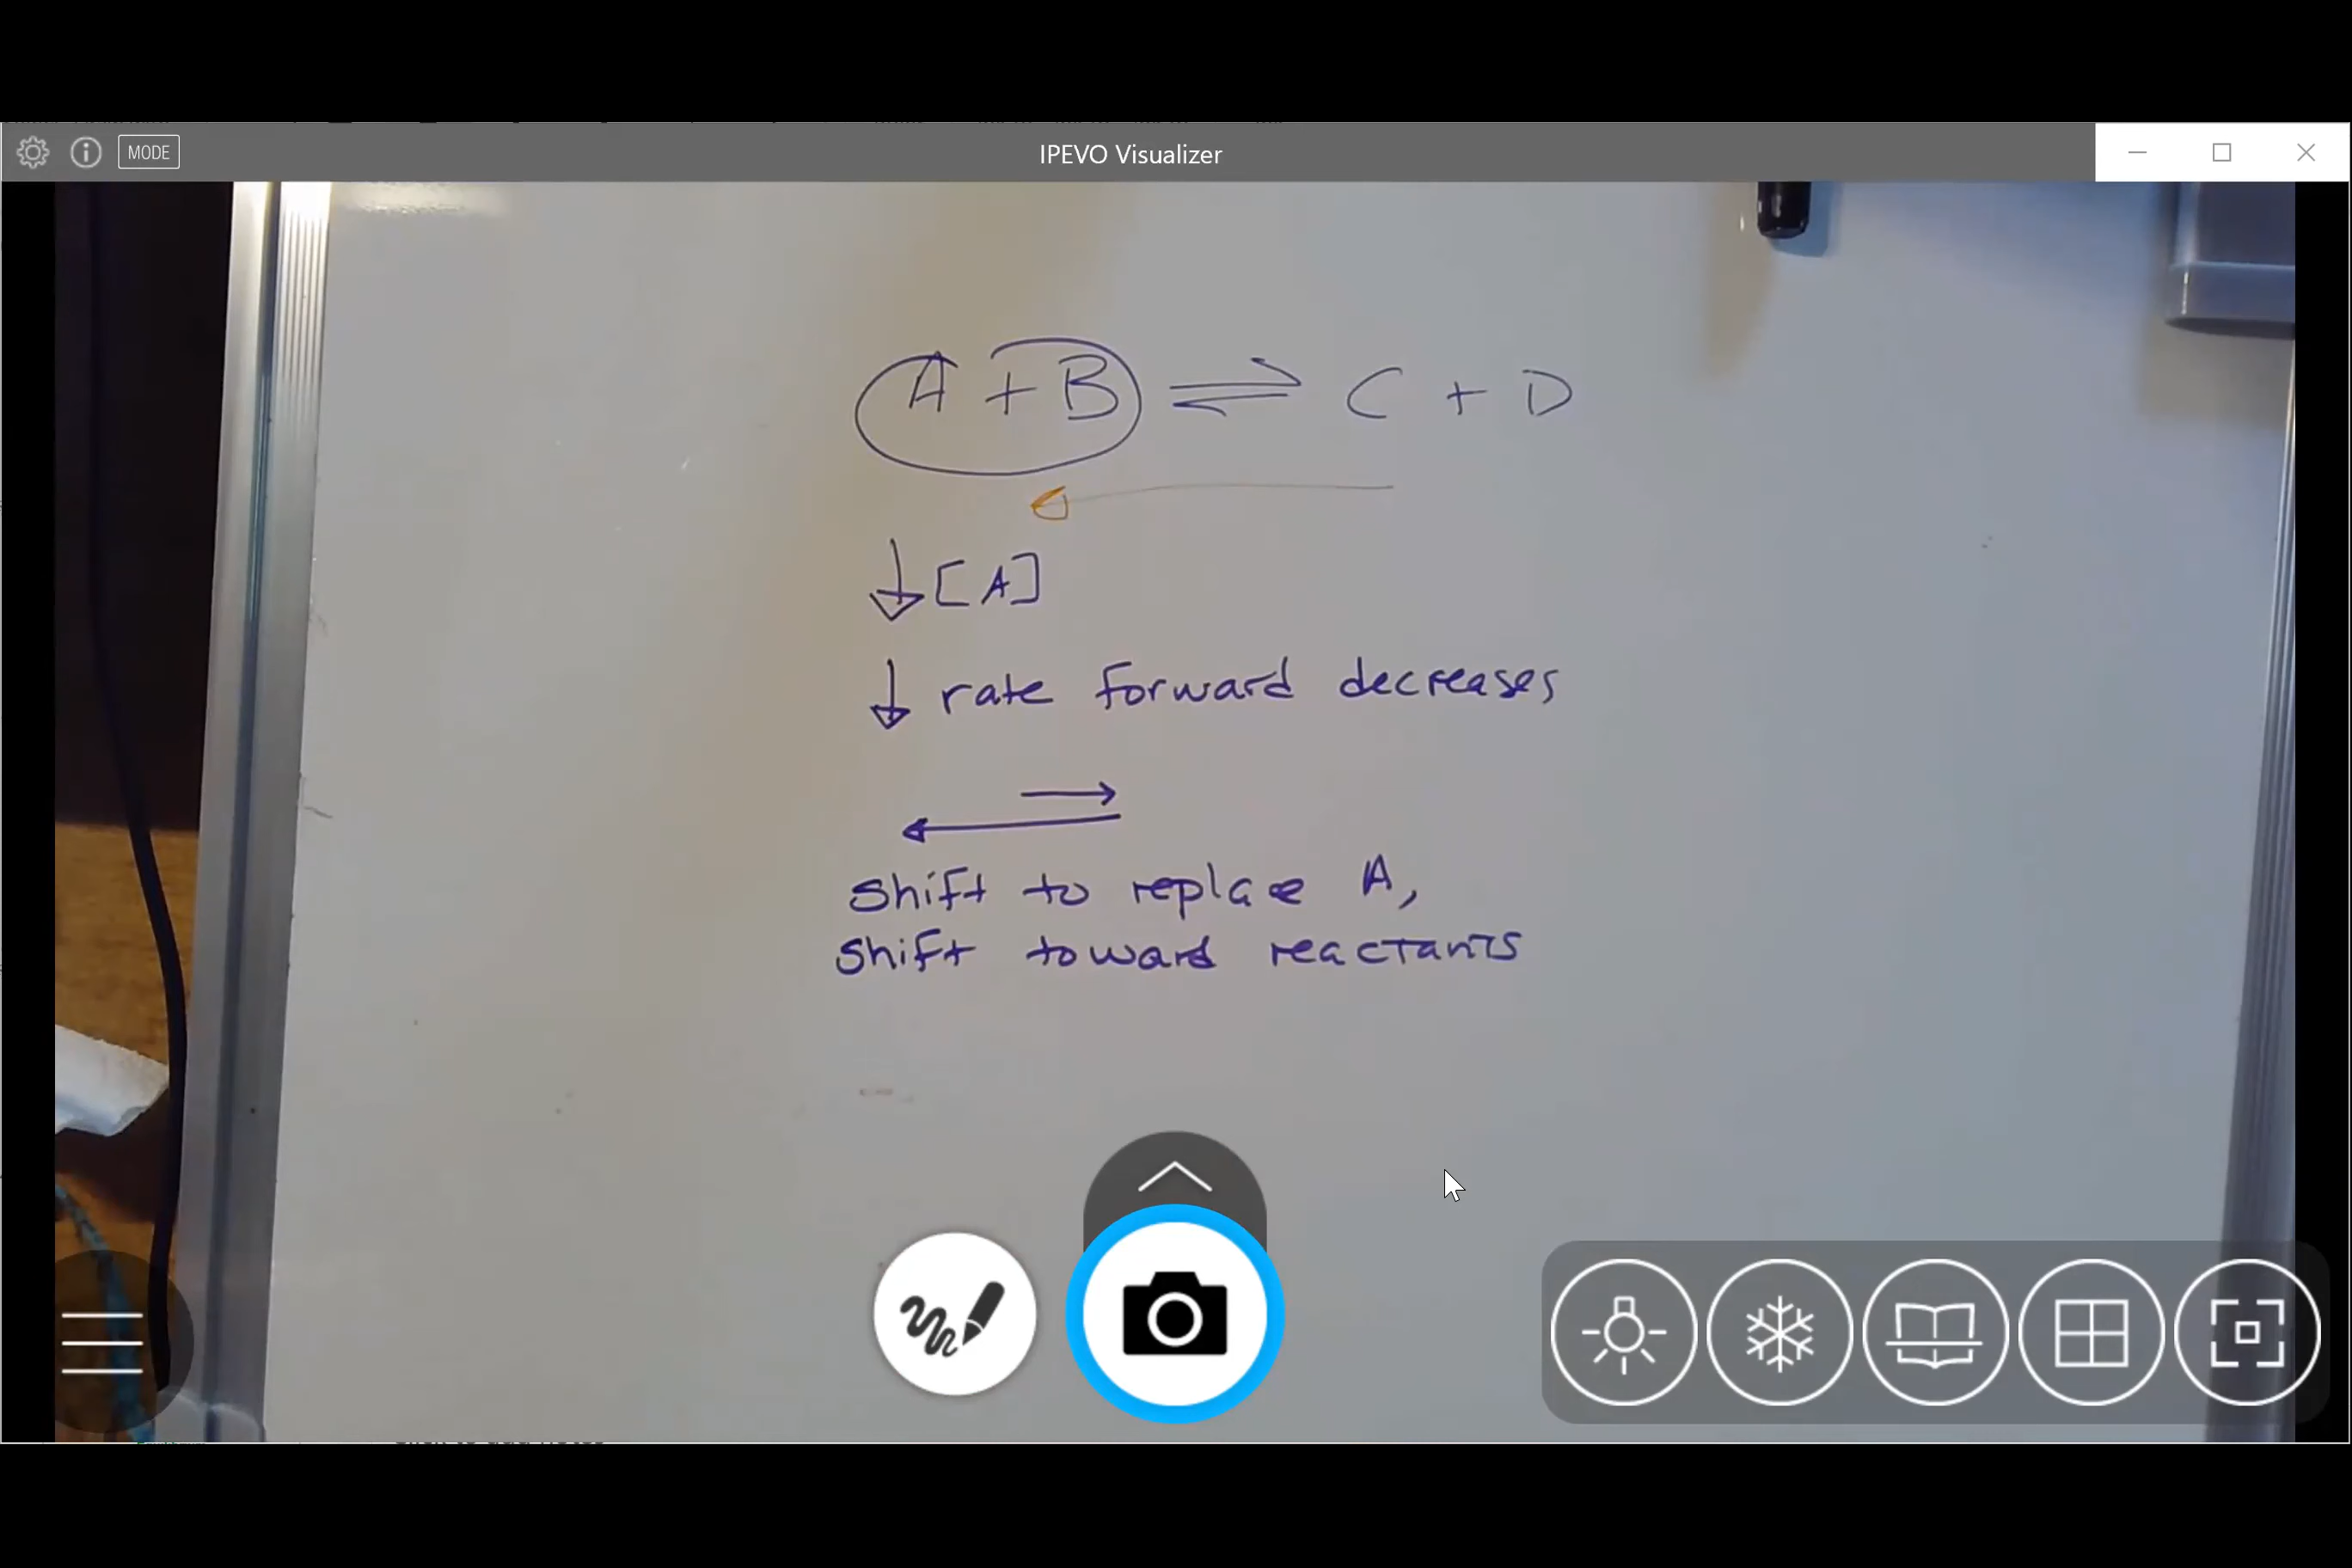 MODE
IPEVO Visualizer
A + B ⇌ C + D
↓ [A]
↓ rate forward decreases
shift to replace A,
shift toward reactants